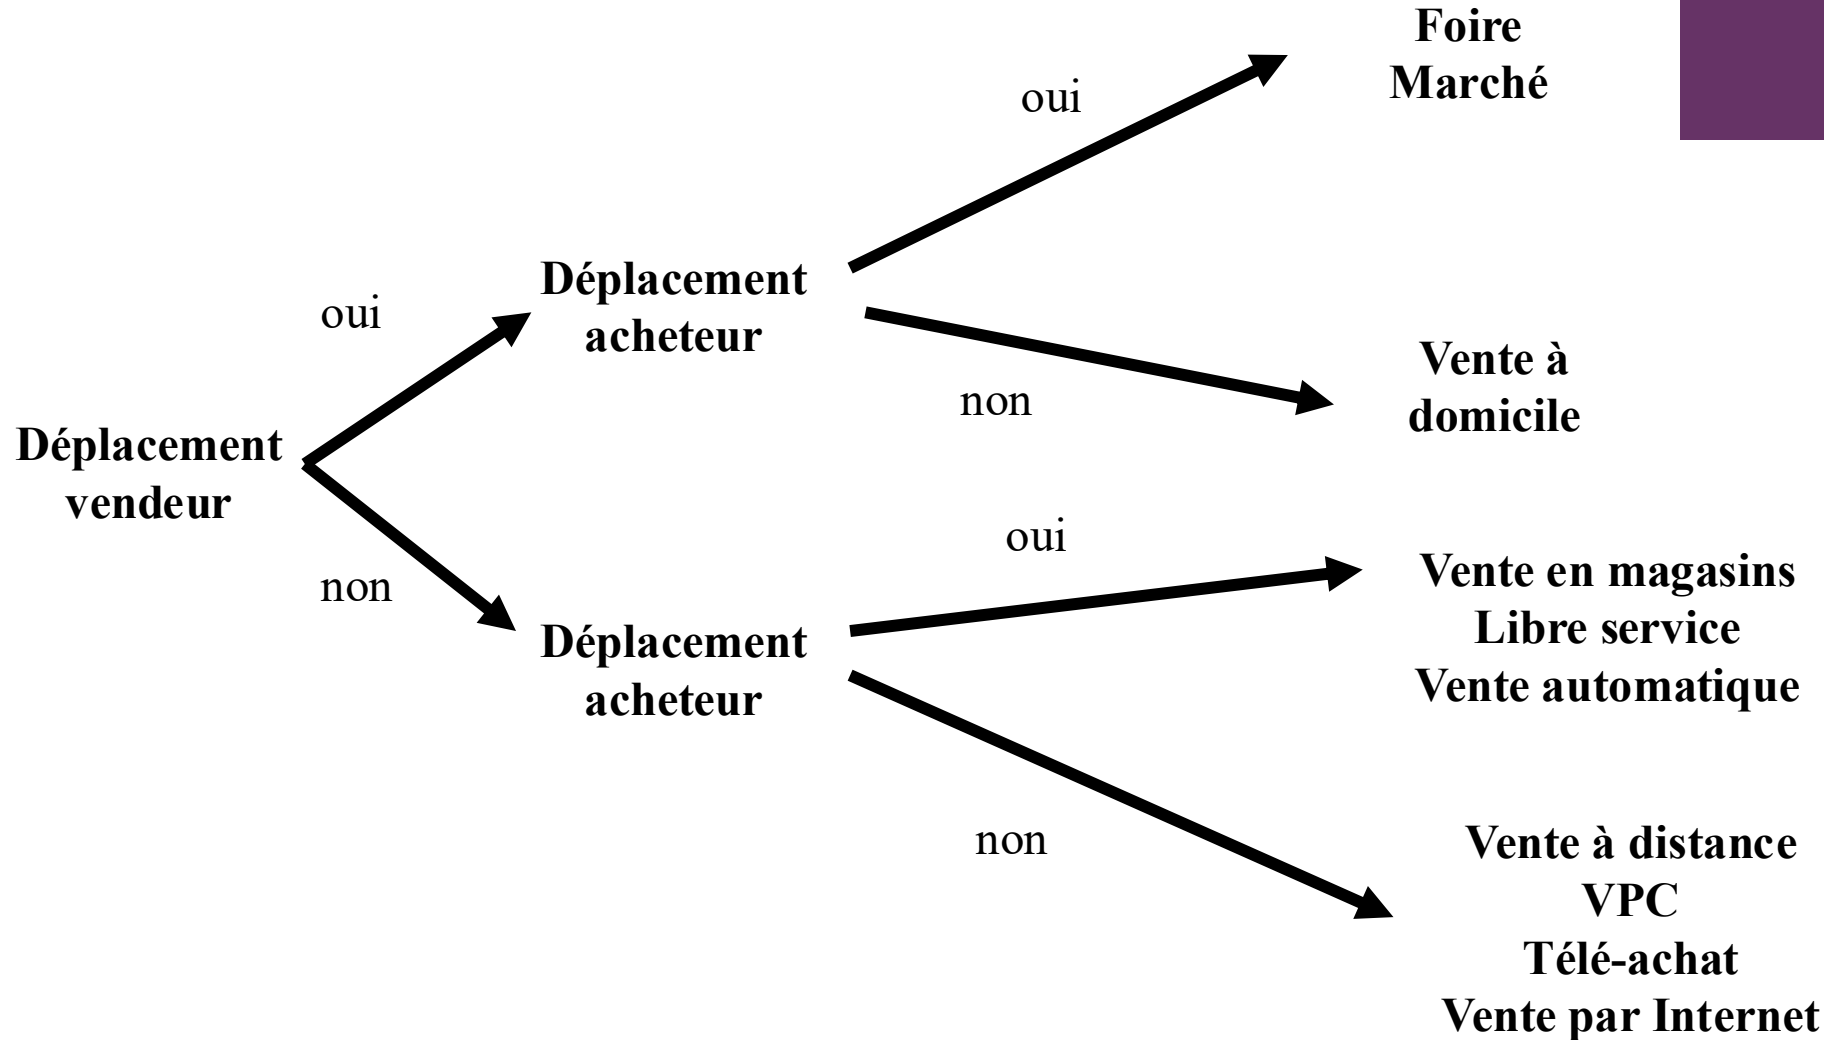 Foire
Marché
oui
Déplacement
acheteur
oui
non
Vente à
domicile
Déplacement
vendeur
non
oui
Déplacement
acheteur
Vente en magasins
Libre service
Vente automatique
non
Vente à distance
VPC
Télé-achat
Vente par Internet